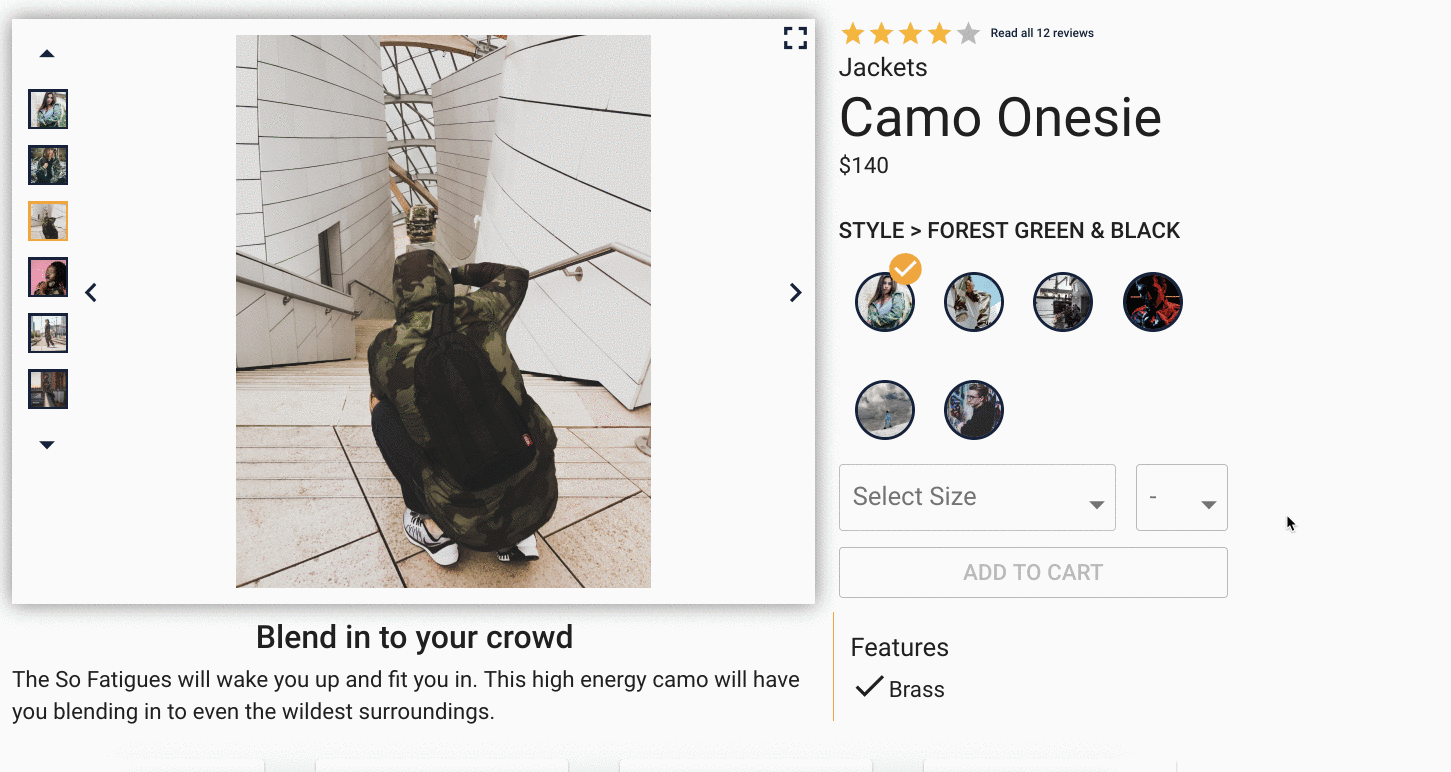 Read all 12 reviews
Jackets
Camo Onesie
$140
STYLE > FOREST GREEN & BLACK
Select Size
-
ADD TO CART
Blend in to your crowd
The So Fatigues will wake you up and fit you in. This high energy camo will have
you blending in to even the wildest surroundings.
Features
Brass